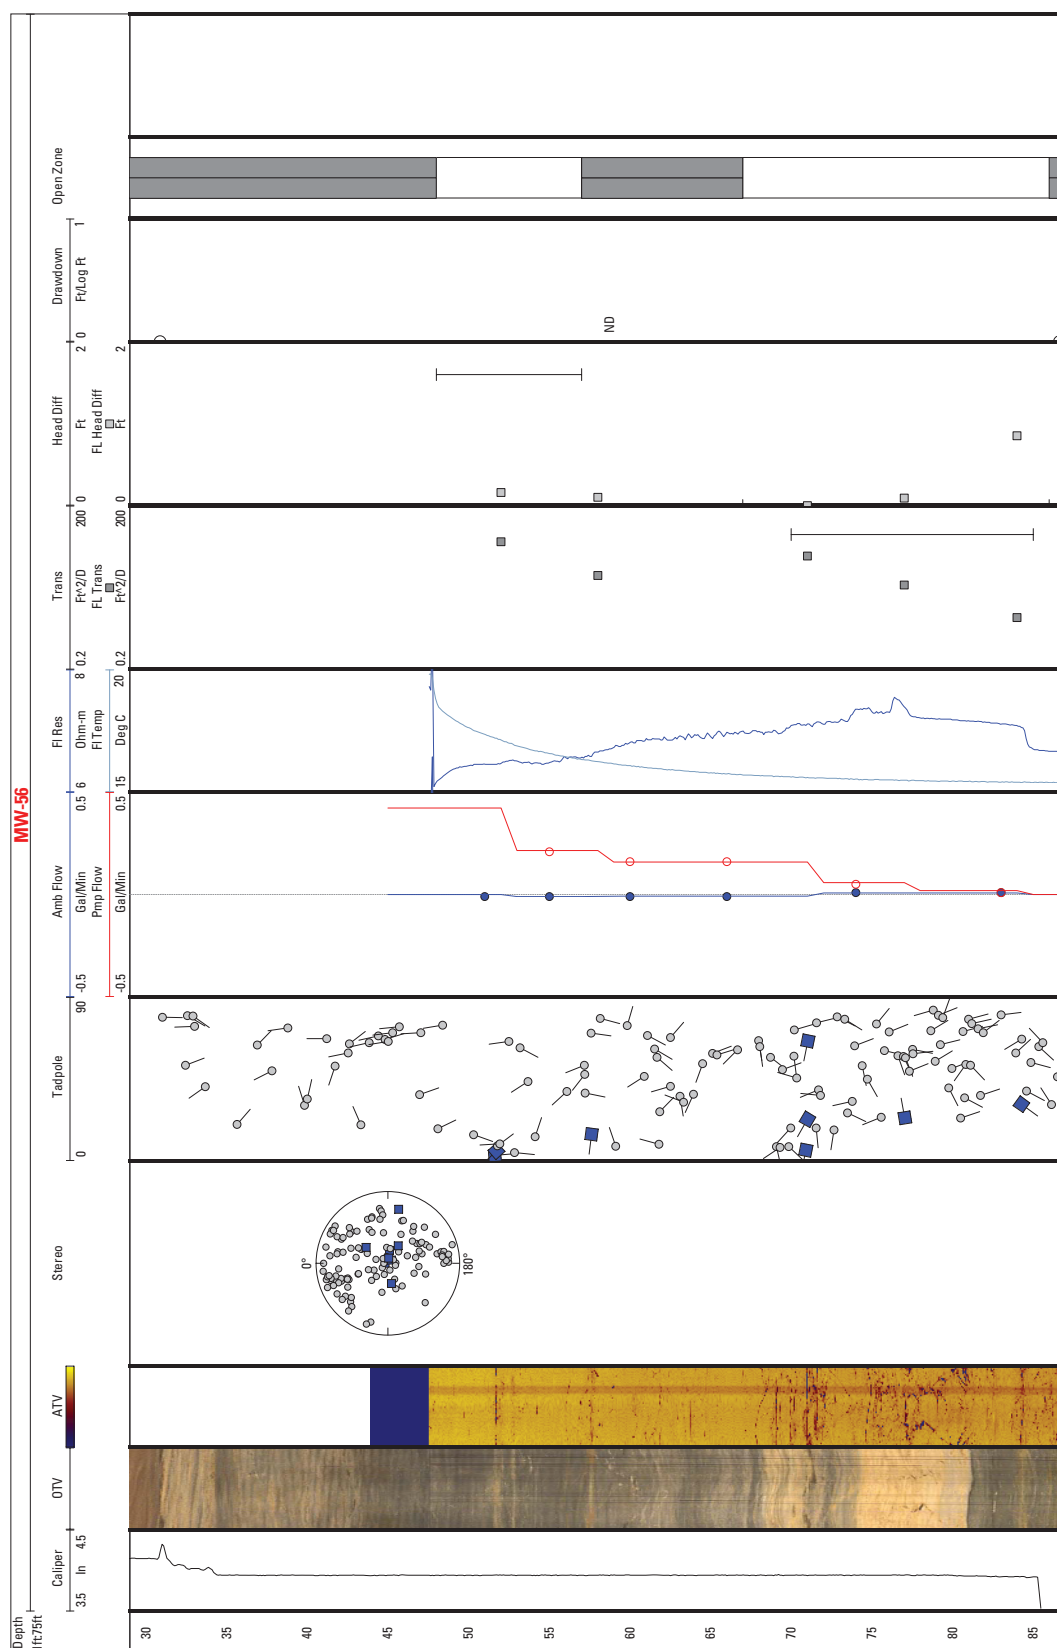 MW-56
Depth
1ft:75ft
Caliper
3.5 In 4.5
OTV
ATV
Stereo
0°
180°
Tadpole
0 90
Amb Flow
-0.5 Gal/Min 0.5
Pmp Flow
-0.5 Gal/Min 0.5
Fl Res
6 Ohm-m 8
Fl Temp
15 Deg C 20
Trans
0.2 Ft^2/D 200
FL Trans
0.2 Ft^2/D 200
Head Diff
0 Ft 2
FL Head Diff
0 Ft 2
Drawdown
0 Ft/Log Ft 1
ND
Open Zone
30
35
40
45
50
55
60
65
70
75
80
85